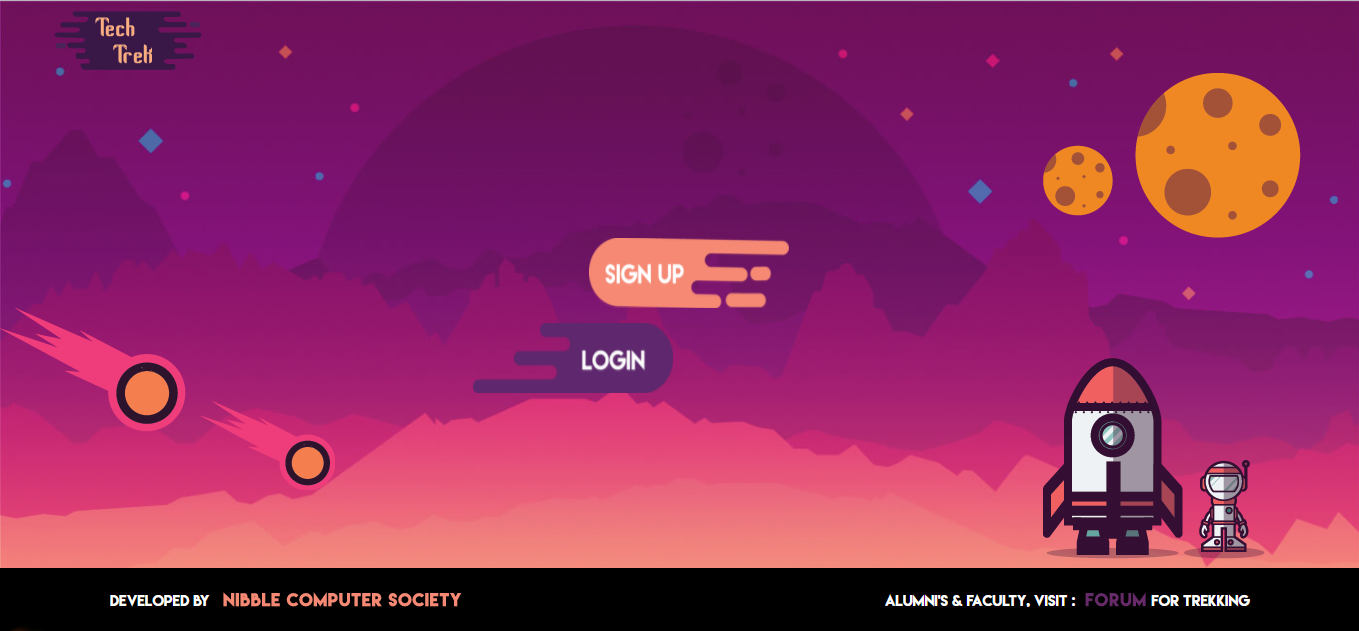 Tech
Trek
SIGN UP
LOGIN
DEVELOPED BY NIBBLE COMPUTER SOCIETY
ALUMNI'S & FACULTY, VISIT : FORUM FOR TREKKING